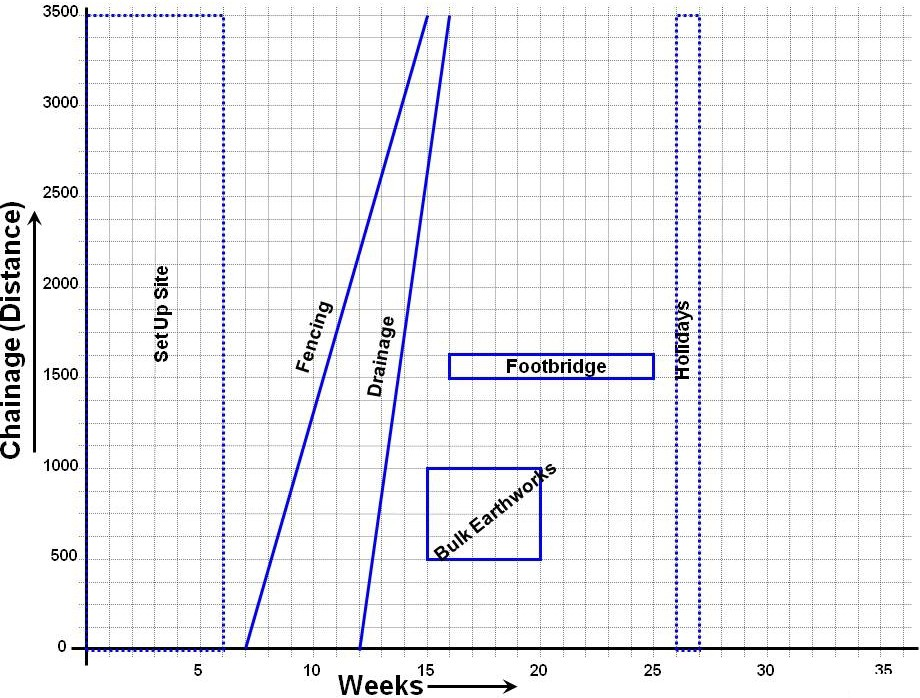 3500
3000
2500
2000
1500
1000
500
0
Chainage (Distance)
SetUp Site
Fencing
Drainage
Footbridge
Bulk Earthworks
Holidays
5
10
15
20
25
30
35
Weeks